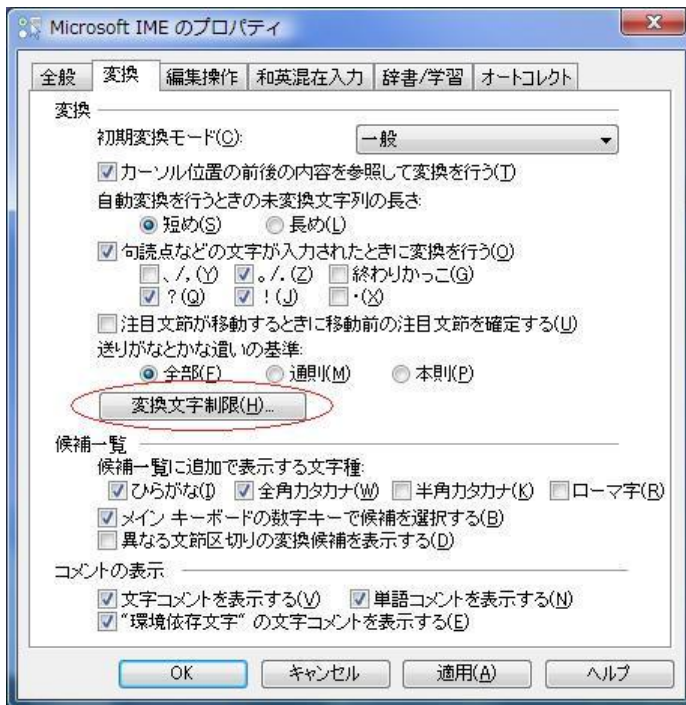 Microsoft IME のプロパティ
全般 変換 編集操作 和英混在入力 辞書/学習 オートコレクト
変換
初期変換モード(C): 一般
カーソル位置の前後の内容を参照して変換を行う(T)
自動変換を行うときの未変換文字列の長さ:
短め(S) 長め(L)
句読点などの文字が入力されたときに変換を行う(O)
、/,(Y) 。/.(Z) 終わりかっこ(G)
?(Q) !(J) ・(X)
注目文節が移動するときに移動前の注目文節を確定する(U)
送りがなとかな遣いの基準:
全部(F) 通則(M) 本則(P)
変換文字制限(H)...
候補一覧
候補一覧に追加で表示する文字種:
ひらがな(I) 全角カタカナ(W) 半角カタカナ(K) ローマ字(R)
メイン キーボードの数字キーで候補を選択する(B)
異なる文節区切りの変換候補を表示する(D)
コメントの表示
文字コメントを表示する(V) 単語コメントを表示する(N)
"環境依存文字" の文字コメントを表示する(E)
OK キャンセル 適用(A) ヘルプ